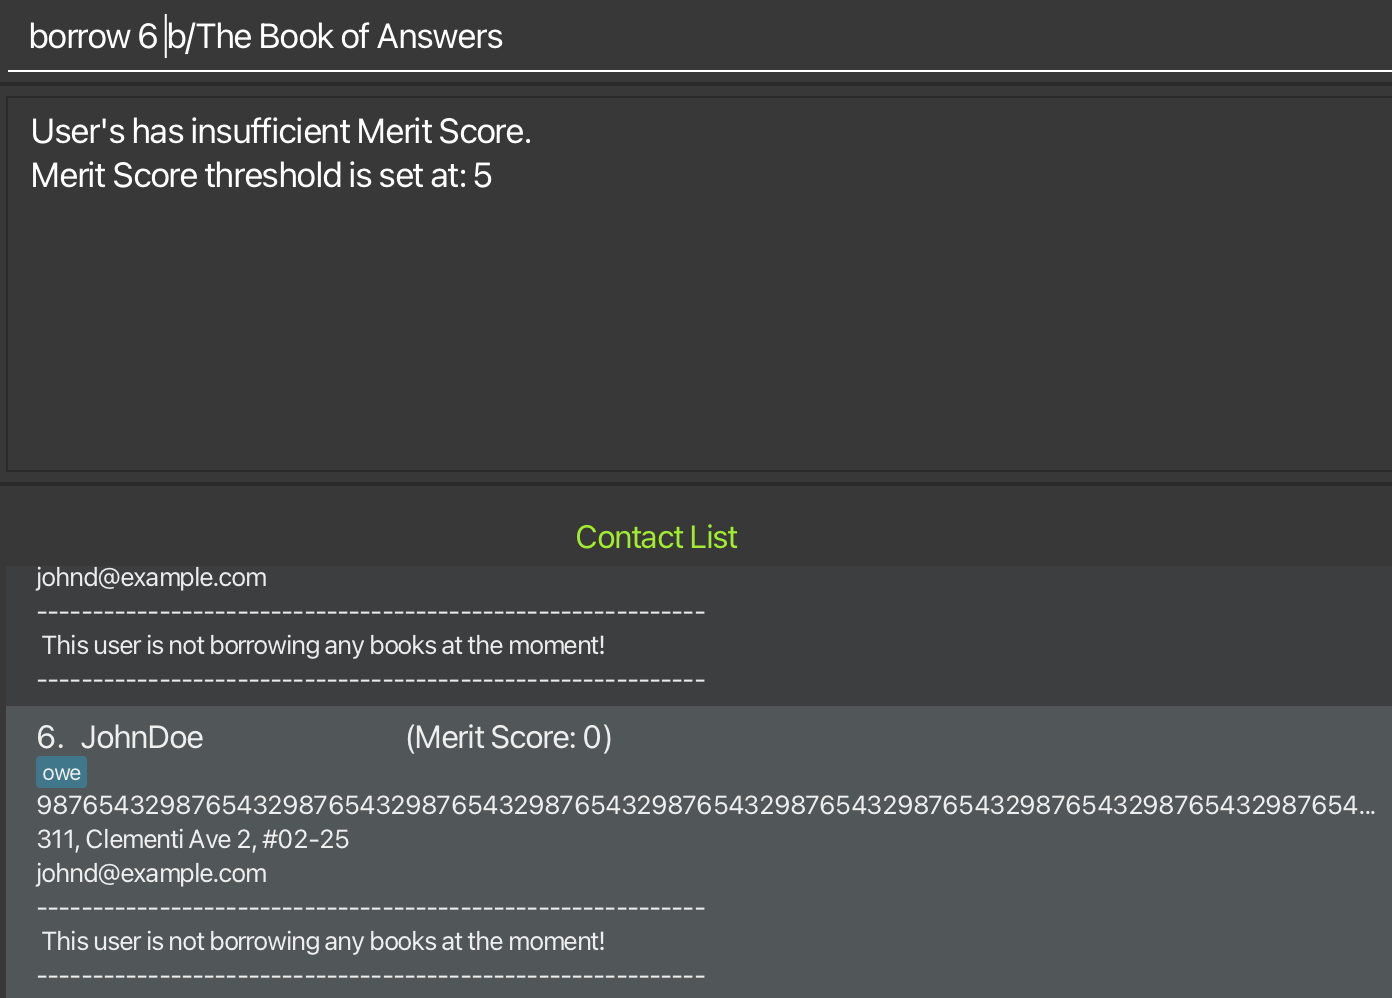 borrow 6 b/The Book of Answers
User's has insufficient Merit Score.
Merit Score threshold is set at: 5
Contact List
johnd@example.com
------------------------------------------------------------
This user is not borrowing any books at the moment!
------------------------------------------------------------
6. JohnDoe (Merit Score: 0)
owe
98765432987654329876543298765432987654329876543298765432987654329876543298765432987654...
311, Clementi Ave 2, #02-25
johnd@example.com
------------------------------------------------------------
This user is not borrowing any books at the moment!
------------------------------------------------------------